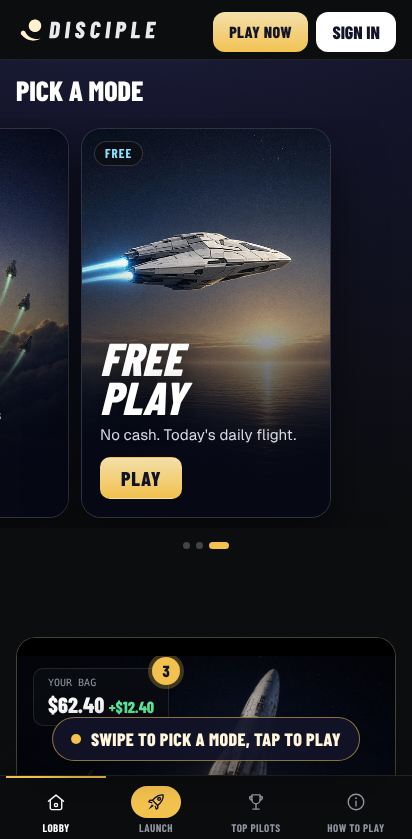 DISCIPLE
PLAY NOW
SIGN IN
PICK A MODE
FREE
s
FREE
PLAY
No cash. Today's daily flight.
PLAY
3
YOUR BAG
$62.40 +$12.40
SWIPE TO PICK A MODE, TAP TO PLAY
LOBBY
LAUNCH
TOP PILOTS
HOW TO PLAY